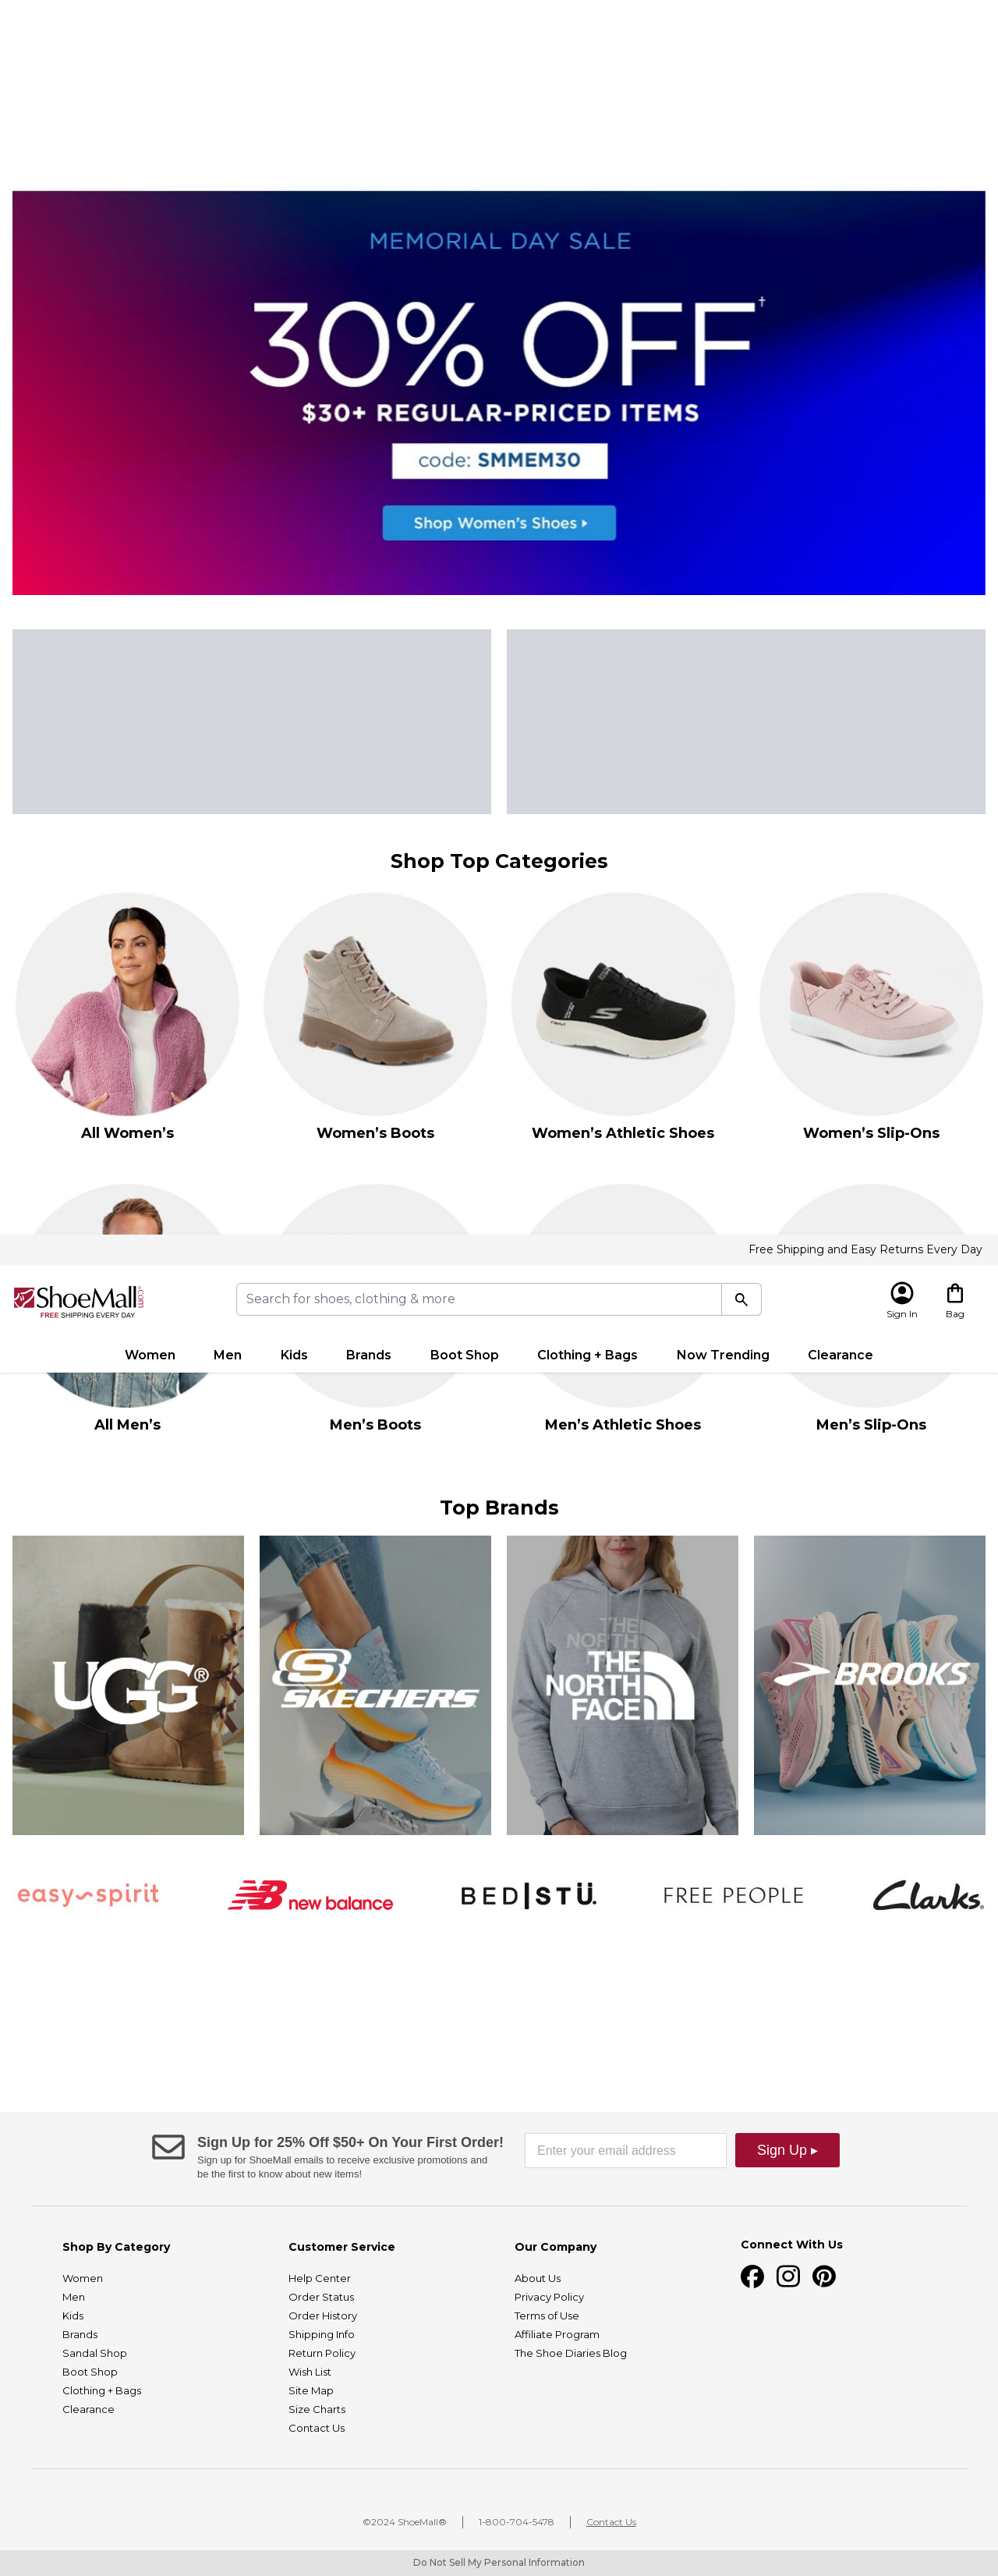 MEMORIAL DAY SALE
30% OFF†
$30+ REGULAR-PRICED ITEMS
code: SMMEM30
Shop Women's Shoes ▸
Shop Top Categories
All Women’s
Women’s Boots
Women’s Athletic Shoes
Women’s Slip-Ons
Free Shipping and Easy Returns Every Day
ShoeMall.com
FREE SHIPPING EVERY DAY
Search for shoes, clothing & more
Sign In
Bag
Women
Men
Kids
Brands
Boot Shop
Clothing + Bags
Now Trending
Clearance
All Men’s
Men’s Boots
Men’s Athletic Shoes
Men’s Slip-Ons
Top Brands
UGG®
SKECHERS
THE
NORTH
FACE
THE
NORTH
FACE
BROOKS
easy spirit
new balance
BED|STÜ.
FREE PEOPLE
Clarks®
Sign Up for 25% Off $50+ On Your First Order!
Sign up for ShoeMall emails to receive exclusive promotions and
be the first to know about new items!
Enter your email address
Sign Up ▸
Shop By Category
Women
Men
Kids
Brands
Sandal Shop
Boot Shop
Clothing + Bags
Clearance
Customer Service
Help Center
Order Status
Order History
Shipping Info
Return Policy
Wish List
Site Map
Size Charts
Contact Us
Our Company
About Us
Privacy Policy
Terms of Use
Affiliate Program
The Shoe Diaries Blog
Connect With Us
©2024 ShoeMall®
1-800-704-5478
Contact Us
Do Not Sell My Personal Information